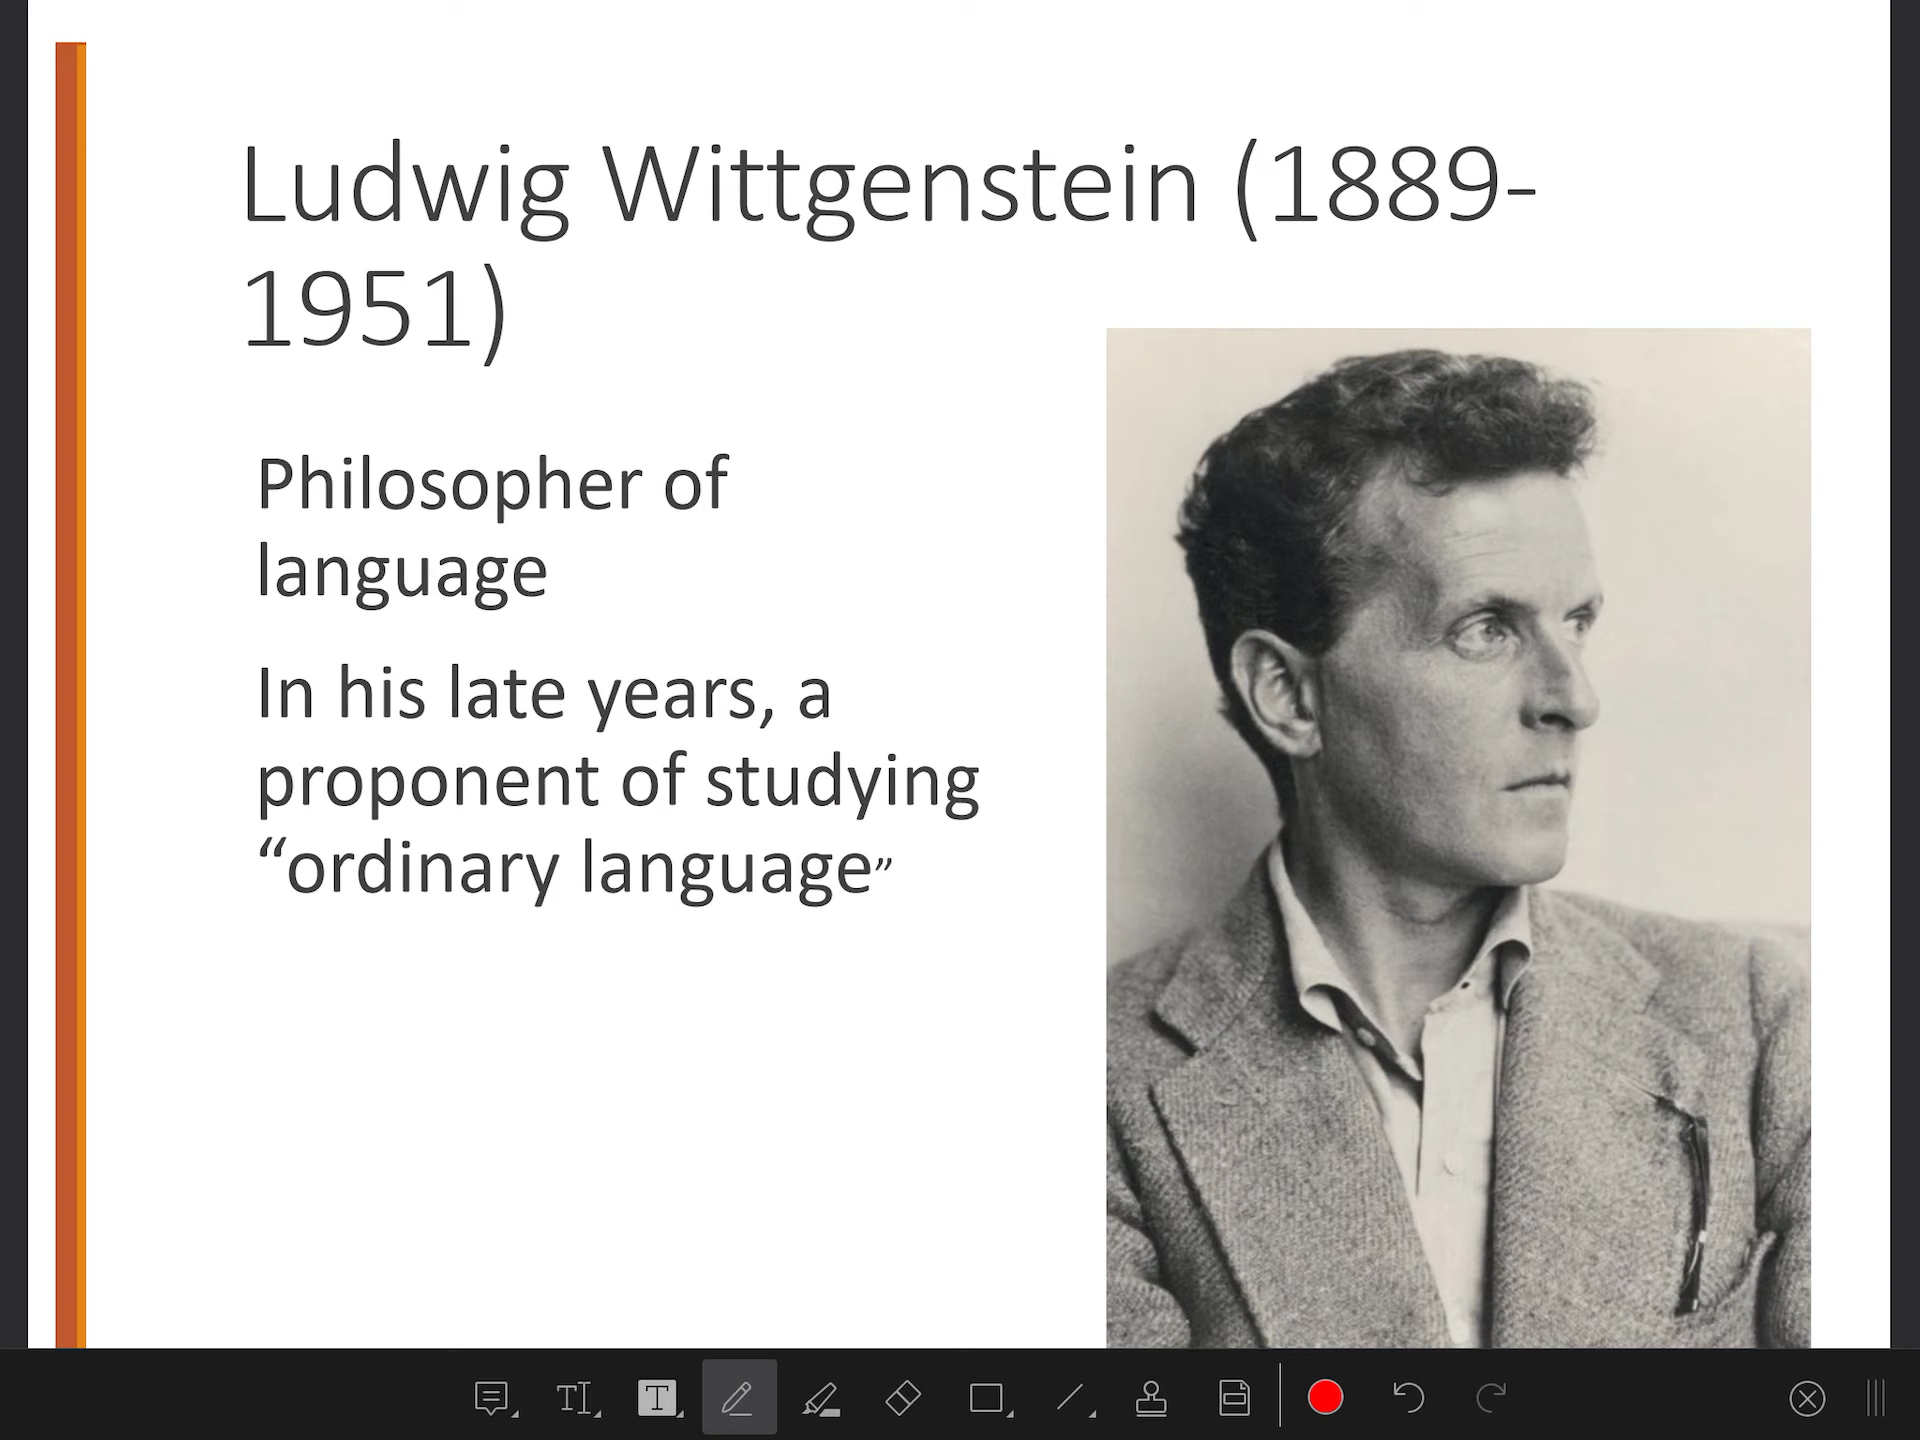 Ludwig Wittgenstein (1889-
1951)
Philosopher of
language
In his late years, a
proponent of studying
“ordinary language”